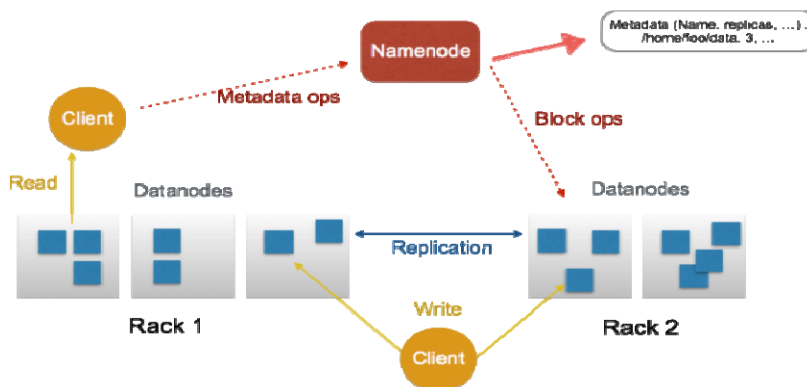 Metadata (Name, replicas, ...) .
/home/foo/data. 3, ...
Namenode
Metadata ops
Client
Block ops
Read
Datanodes
Datanodes
Replication
Write
Rack 1
Rack 2
Client